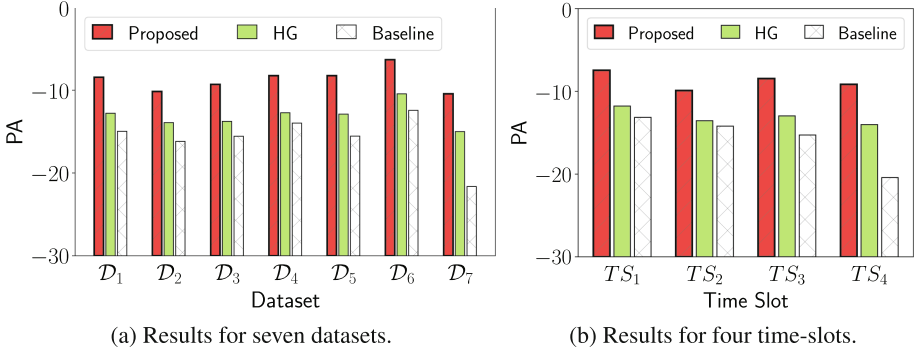 0
−10
−20
−30
PA
Proposed HG Baseline
𝒟₁ 𝒟₂ 𝒟₃ 𝒟₄ 𝒟₅ 𝒟₆ 𝒟₇
Dataset
(a) Results for seven datasets.
0
−10
−20
−30
PA
Proposed HG Baseline
TS₁ TS₂ TS₃ TS₄
Time Slot
(b) Results for four time-slots.